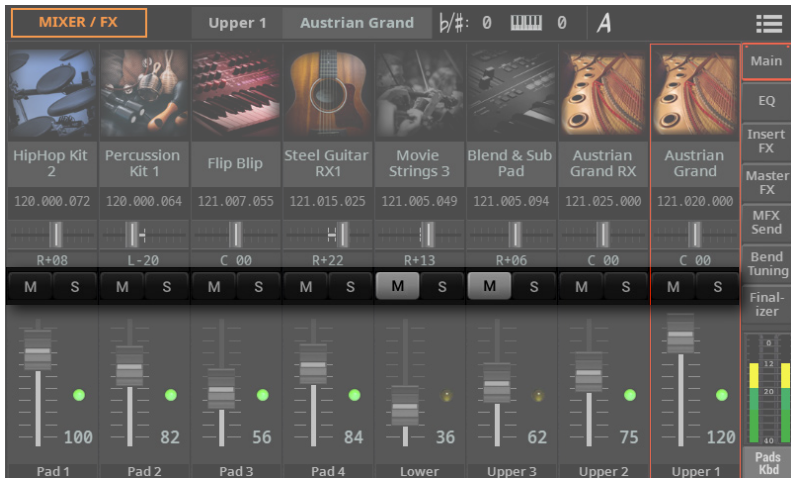 MIXER / FX
Upper 1
Austrian Grand
♭/♯: 0
0
A
Main
EQ
Insert
FX
Master
FX
MFX
Send
Bend
Tuning
Final-
izer
HipHop Kit
2
Percussion
Kit 1
Flip Blip
Steel Guitar
RX1
Movie
Strings 3
Blend & Sub
Pad
Austrian
Grand RX
Austrian
Grand
120.000.072 120.000.064 121.007.055 121.015.025 121.005.049 121.005.094 121.025.000 121.020.000
R+08 L-20 C 00 R+22 R+13 R+06 C 00 C 00
M S M S M S M S M S M S M S M S
0
12
20
40
100 82 56 84 36 62 75 120
Pad 1 Pad 2 Pad 3 Pad 4 Lower Upper 3 Upper 2 Upper 1
Pads
Kbd